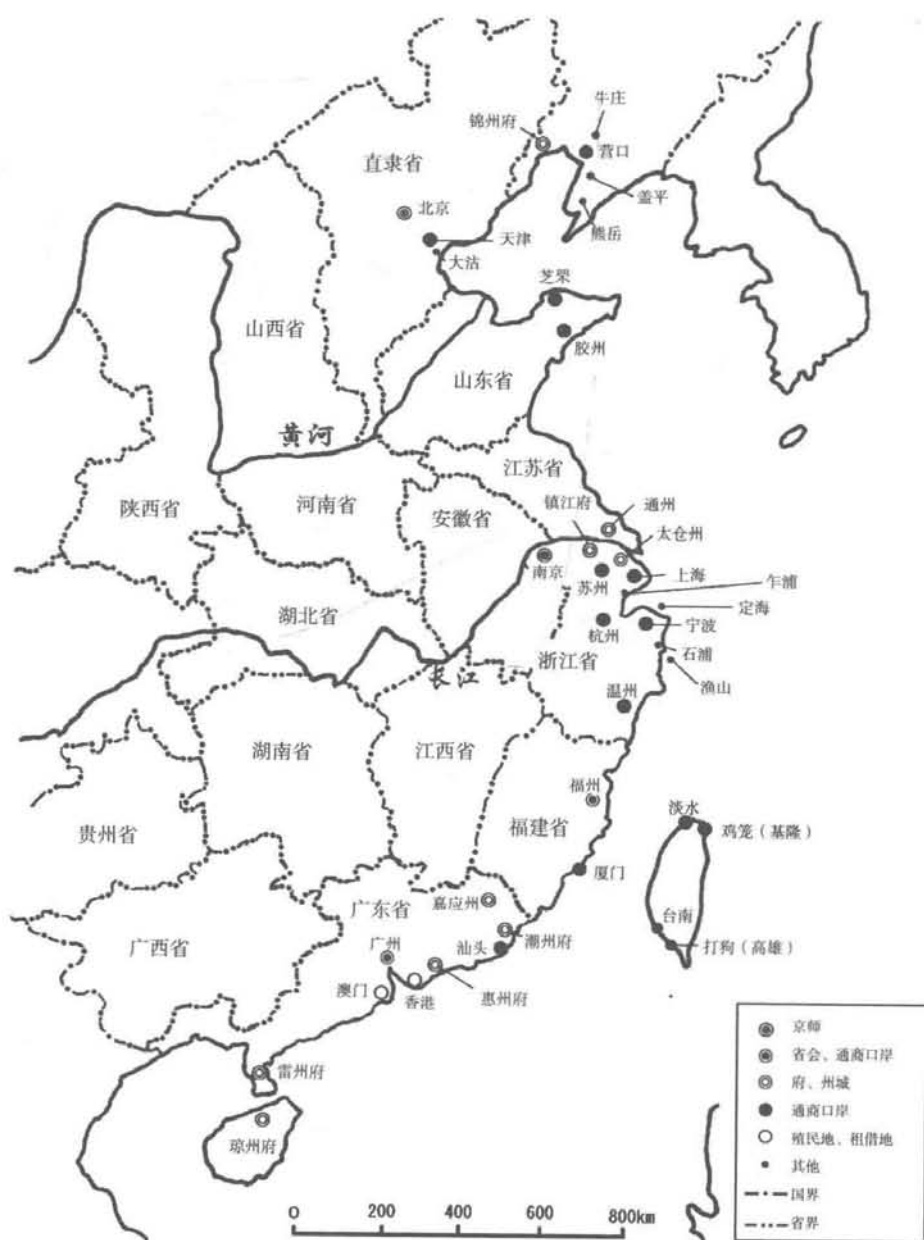 牛庄
锦州府
营口
直隶省
盖平
北京
熊岳
天津
大沽
芝罘
山西省
胶州
山东省
黄河
江苏省
陕西省
河南省
安徽省
镇江府
通州
太仓州
南京
苏州
上海
乍浦
定海
湖北省
杭州
宁波
石浦
浙江省
长江
渔山
温州
湖南省
江西省
福州
贵州省
福建省
淡水
鸡笼（基隆）
厦门
广东省
嘉应州
台南
广西省
潮州府
汕头
广州
打狗（高雄）
惠州府
澳门
香港
雷州府
琼州府
京师
省会、通商口岸
府、州城
通商口岸
殖民地、租借地
其他
国界
省界
0 200 400 600 800km